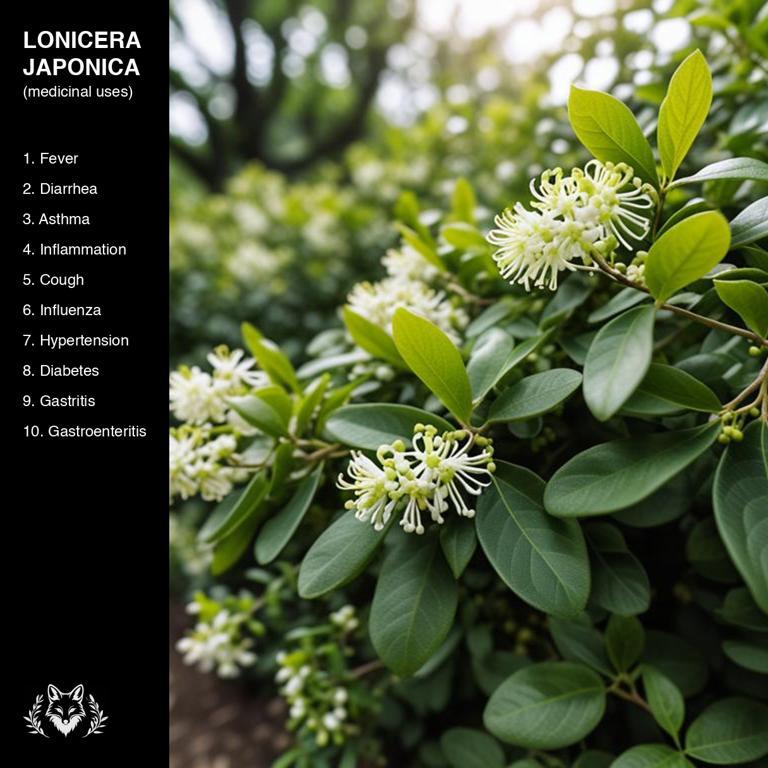 LONICERA
JAPONICA
(medicinal uses)
1. Fever
2. Diarrhea
3. Asthma
4. Inflammation
5. Cough
6. Influenza
7. Hypertension
8. Diabetes
9. Gastritis
10. Gastroenteritis